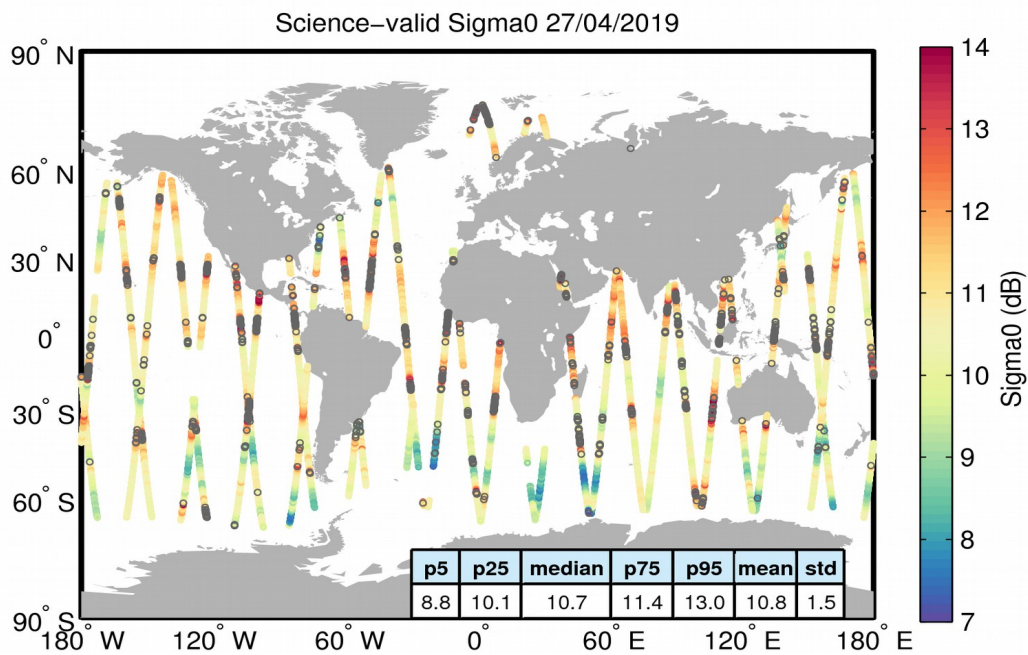 Science−valid Sigma0 27/04/2019
90° N
60° N
30° N
0°
30° S
60° S
90° S
180° W
120° W
60° W
0°
60° E
120° E
180° E
p5 p25 median p75 p95 mean std
8.8 10.1 10.7 11.4 13.0 10.8 1.5
14
13
12
11
10
9
8
7
Sigma0 (dB)